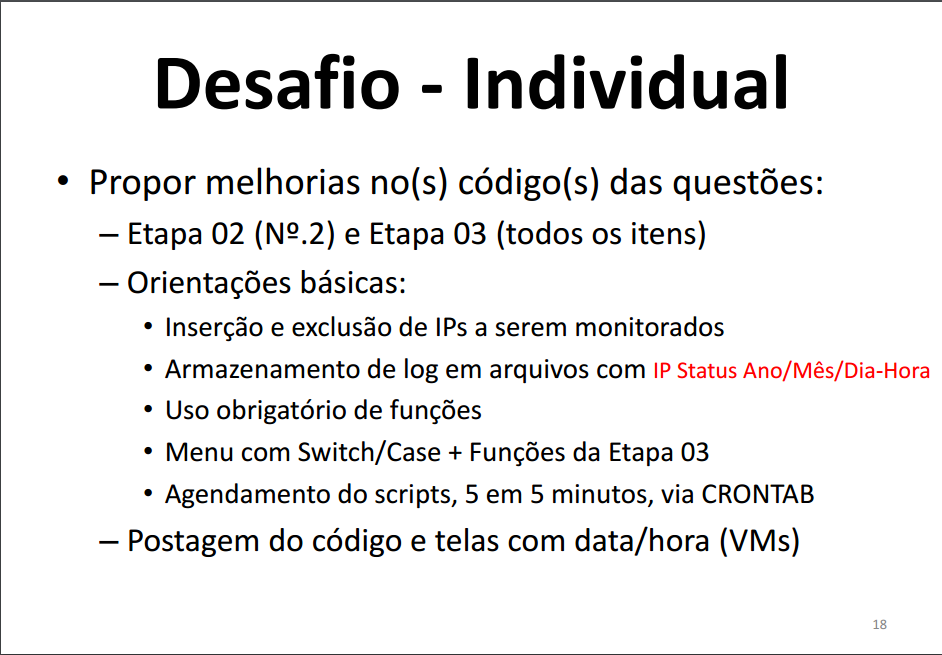 Desafio - Individual
• Propor melhorias no(s) código(s) das questões:
– Etapa 02 (Nº.2) e Etapa 03 (todos os itens)
– Orientações básicas:
• Inserção e exclusão de IPs a serem monitorados
• Armazenamento de log em arquivos com IP Status Ano/Mês/Dia-Hora
• Uso obrigatório de funções
• Menu com Switch/Case + Funções da Etapa 03
• Agendamento do scripts, 5 em 5 minutos, via CRONTAB
– Postagem do código e telas com data/hora (VMs)
18